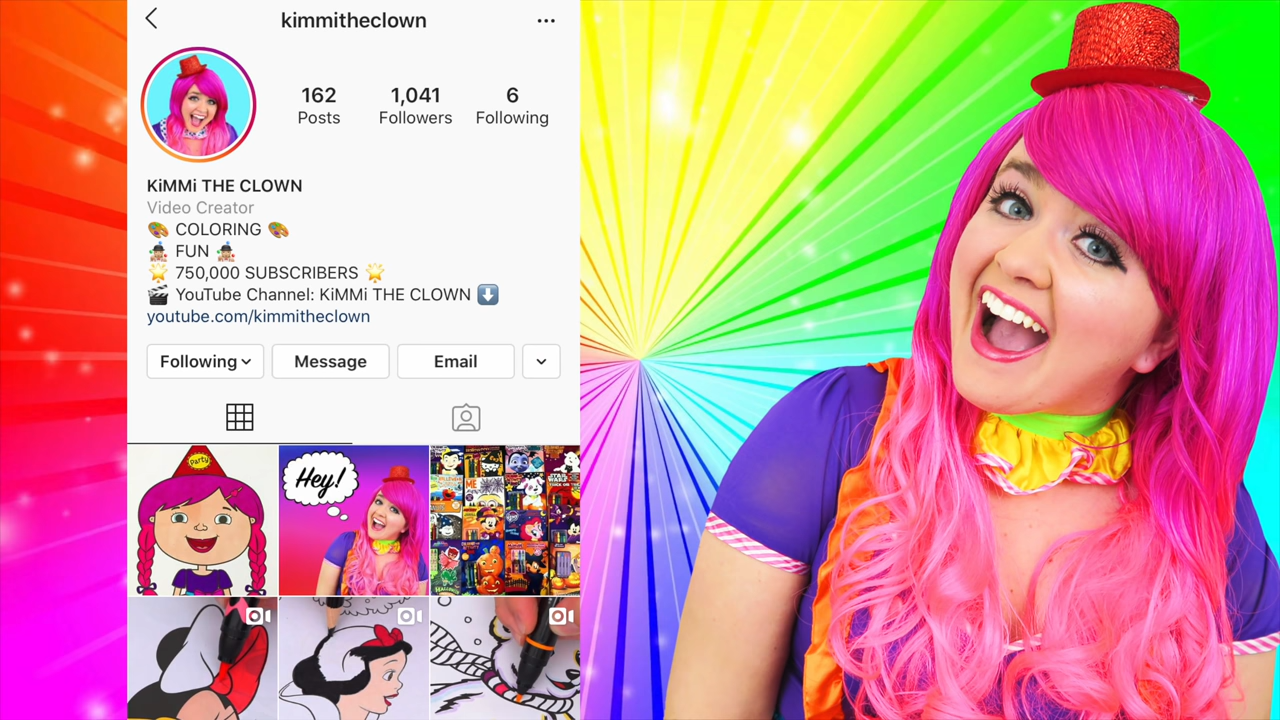 kimmitheclown
162 1,041 6
Posts Followers Following
KiMMi THE CLOWN
Video Creator
🎨 COLORING 🎨
FUN
🌟 750,000 SUBSCRIBERS 🌟
🎬 YouTube Channel: KiMMi THE CLOWN ⬇️
youtube.com/kimmitheclown
Following Message Email
Party
Hey!